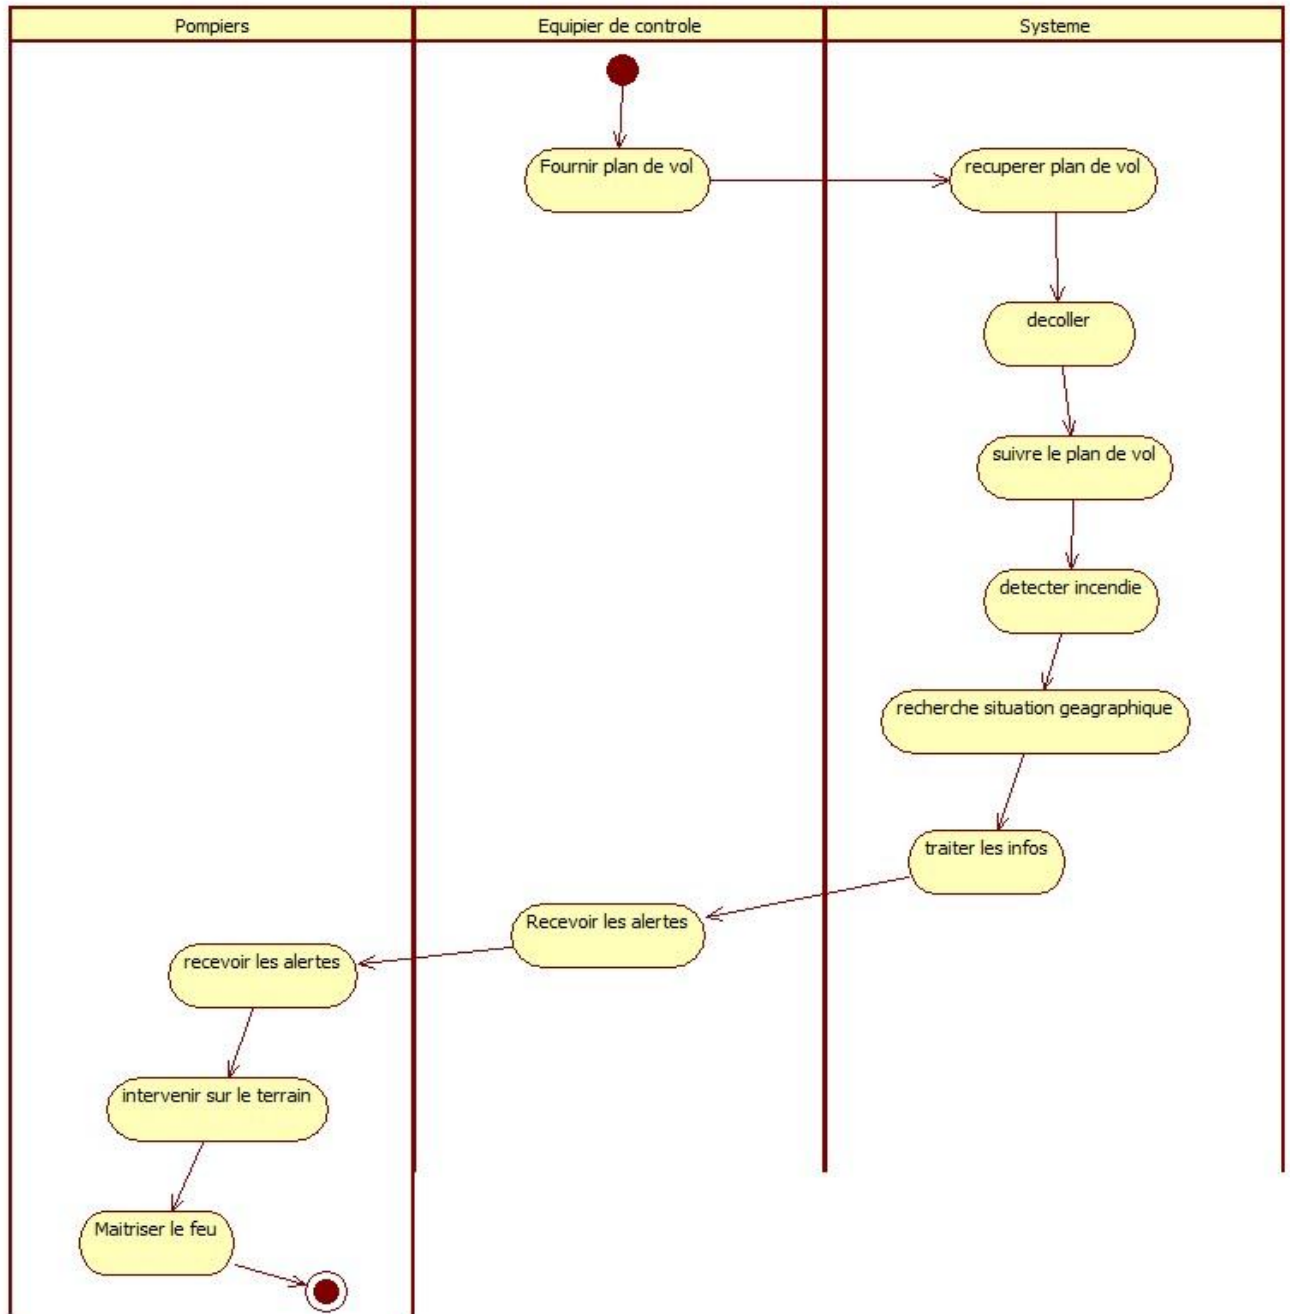 Pompiers
Equipier de controle
Systeme
Fournir plan de vol
recuperer plan de vol
decoller
suivre le plan de vol
detecter incendie
recherche situation geagraphique
traiter les infos
Recevoir les alertes
recevoir les alertes
intervenir sur le terrain
Maitriser le feu